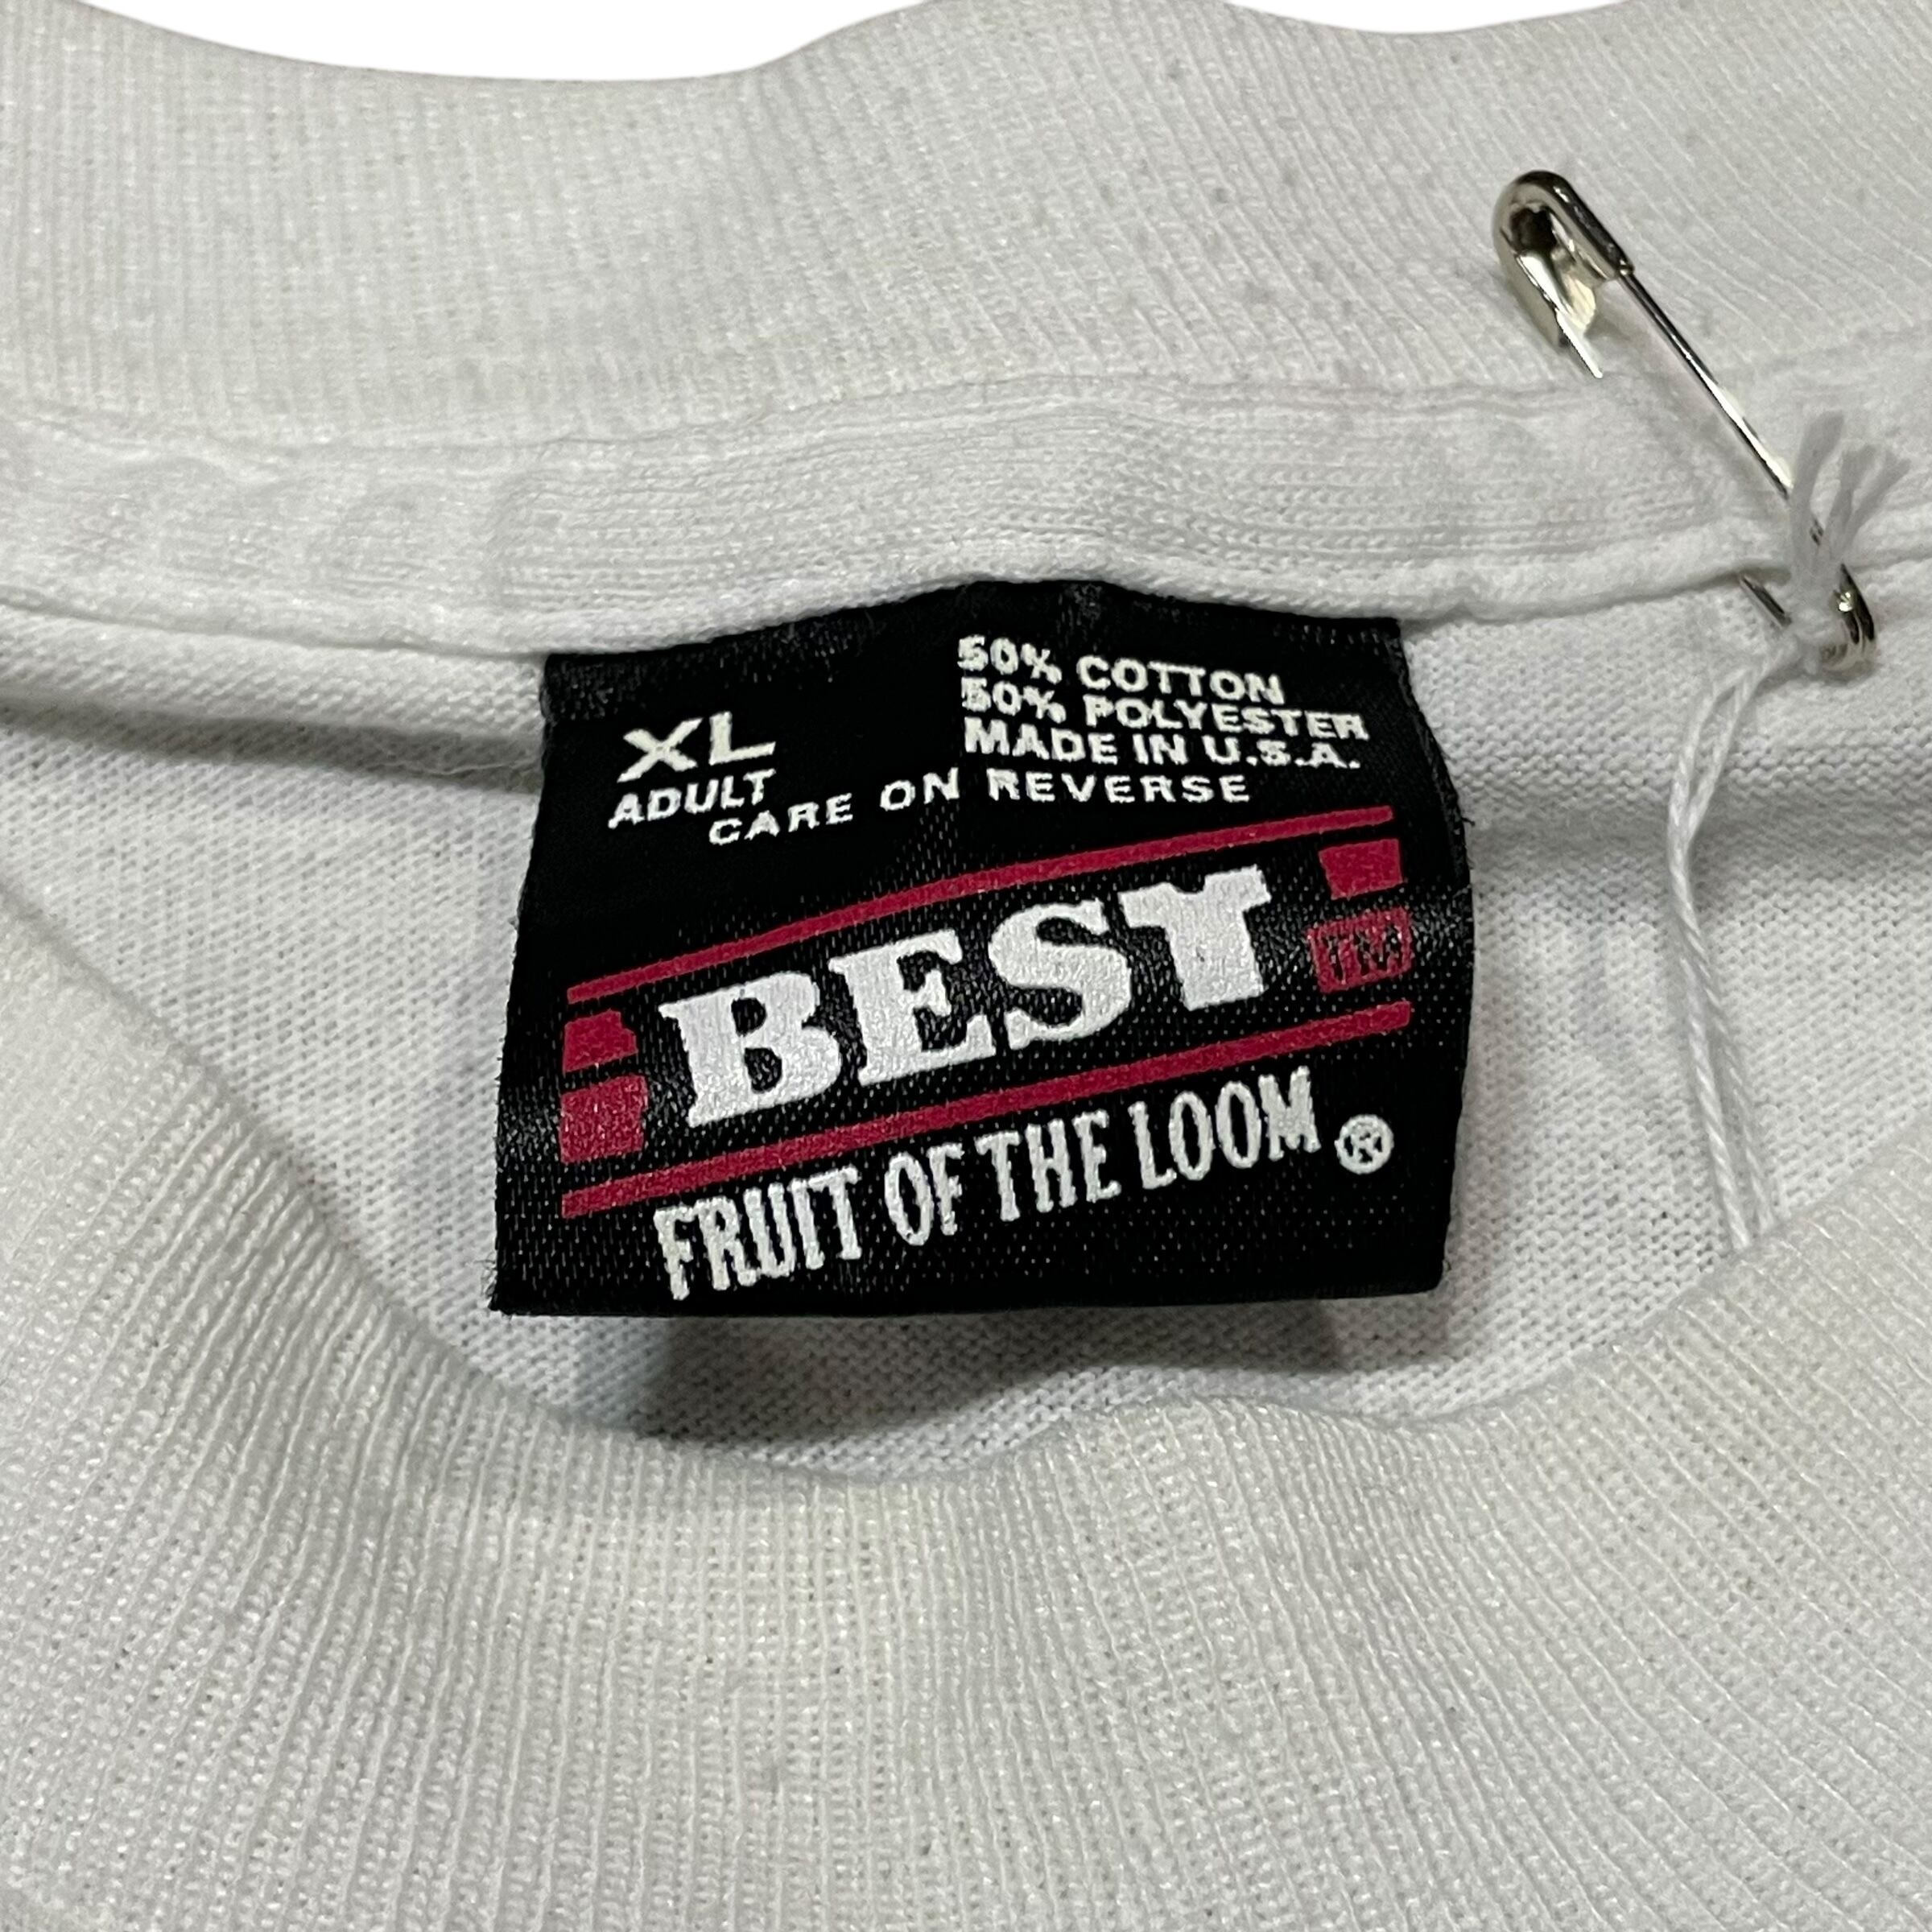 XL
ADULT
50% COTTON
50% POLYESTER
MADE IN U.S.A.
CARE ON REVERSE
BEST
TM
FRUIT OF THE LOOM ®